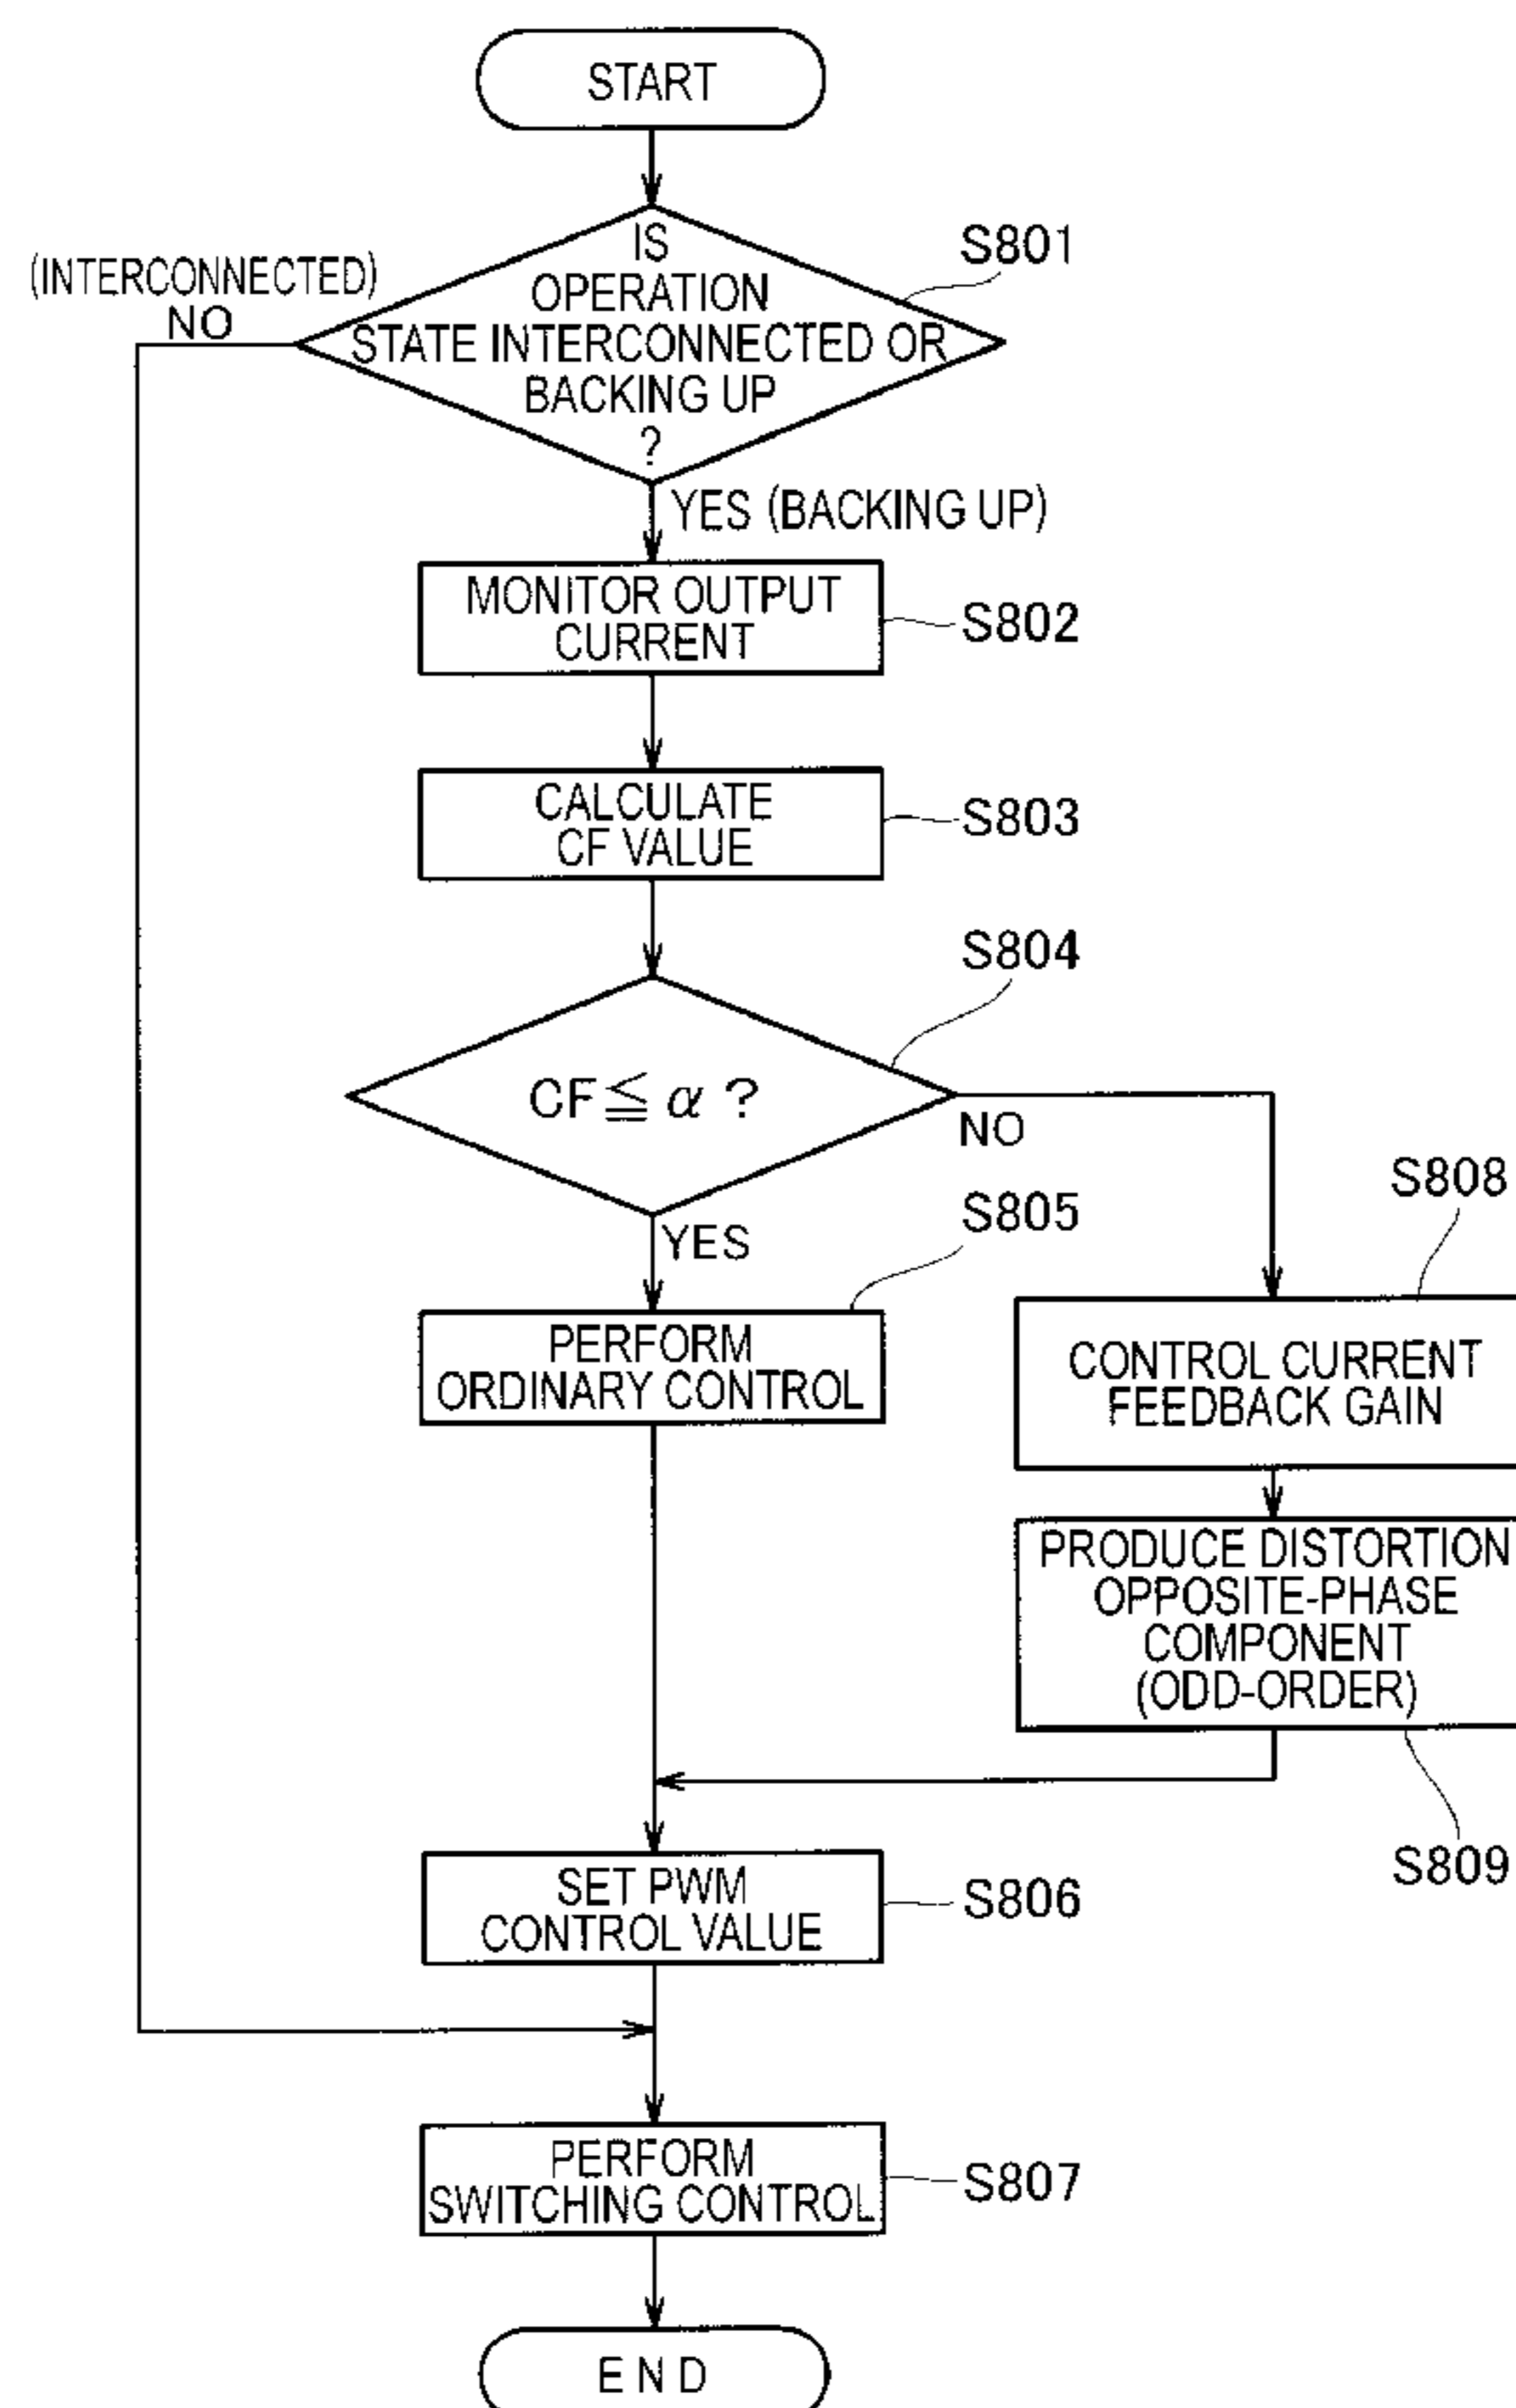 START
IS
OPERATION
STATE INTERCONNECTED OR
BACKING UP
?
S801
(INTERCONNECTED)
NO
YES (BACKING UP)
MONITOR OUTPUT
CURRENT
S802
CALCULATE
CF VALUE
S803
S804
CF≦ α ?
NO
YES
S805
PERFORM
ORDINARY CONTROL
S808
CONTROL CURRENT
FEEDBACK GAIN
PRODUCE DISTORTION
OPPOSITE-PHASE
COMPONENT
(ODD-ORDER)
S809
SET PWM
CONTROL VALUE
S806
PERFORM
SWITCHING CONTROL
S807
END